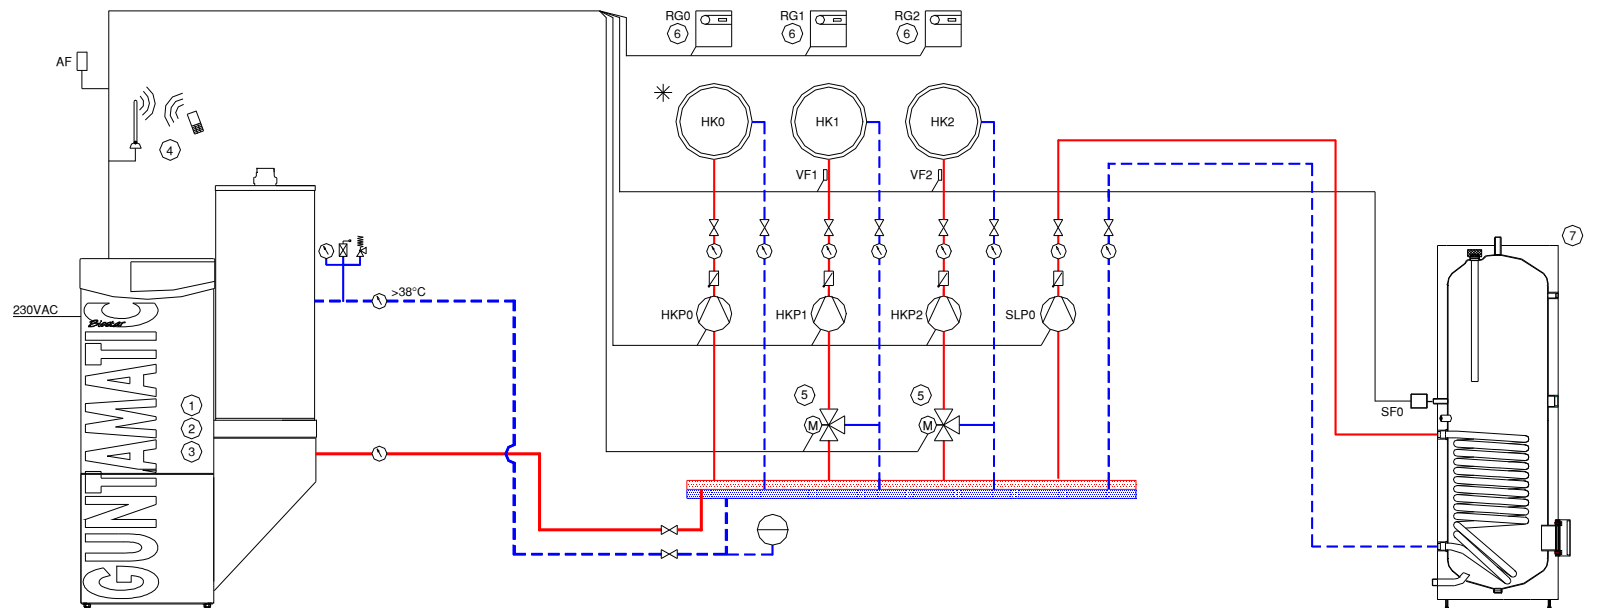 RG0
RG1
RG2
6
6
6
AF
4
HK0
HK1
HK2
VF1
VF2
7
>38°C
230VAC
Biostar
GUNTAMATIC
HKP0
HKP1
HKP2
SLP0
1
2
3
5
5
M
M
SF0